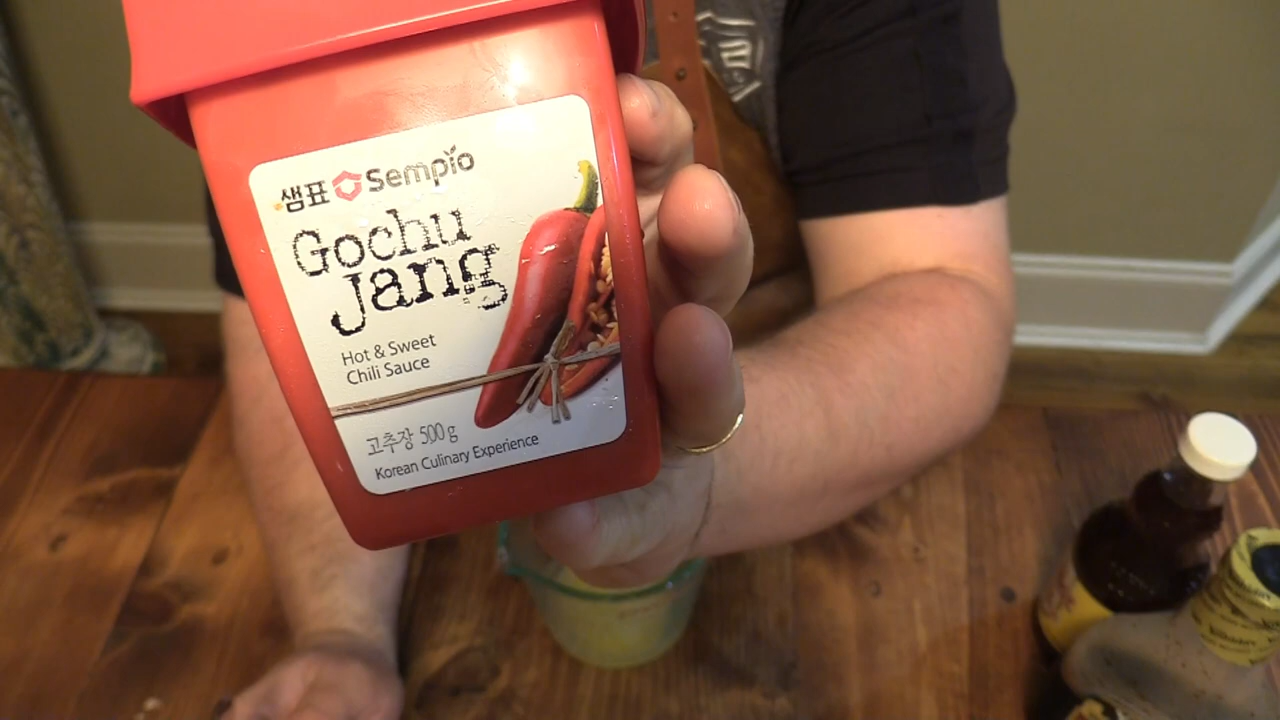 샘표 Sempio
Gochu
Jang
Hot & Sweet
Chili Sauce
고추장 500g
Korean Culinary Experience